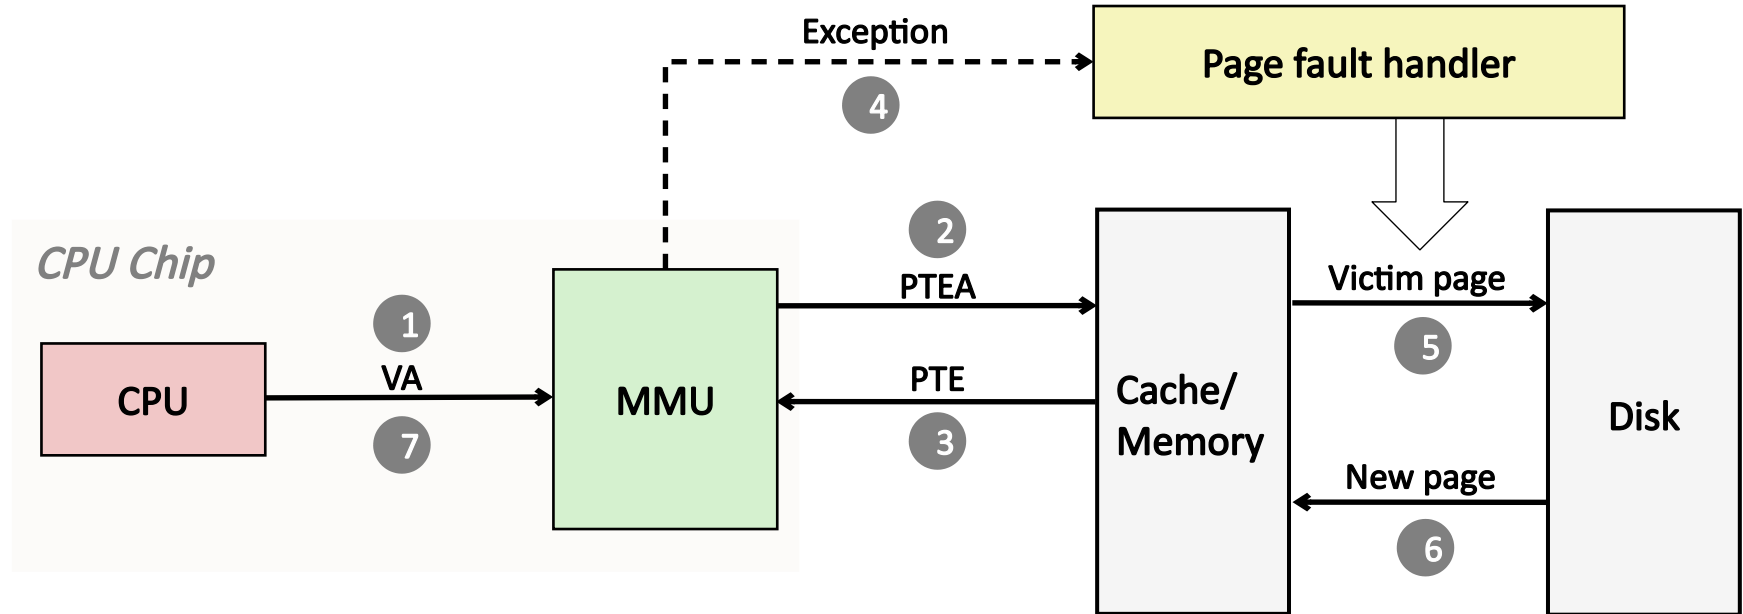 Exception
Page fault handler
4
2
CPU Chip
PTEA
Victim page
1
5
VA
PTE
CPU
MMU
Cache/
Memory
Disk
7
3
New page
6